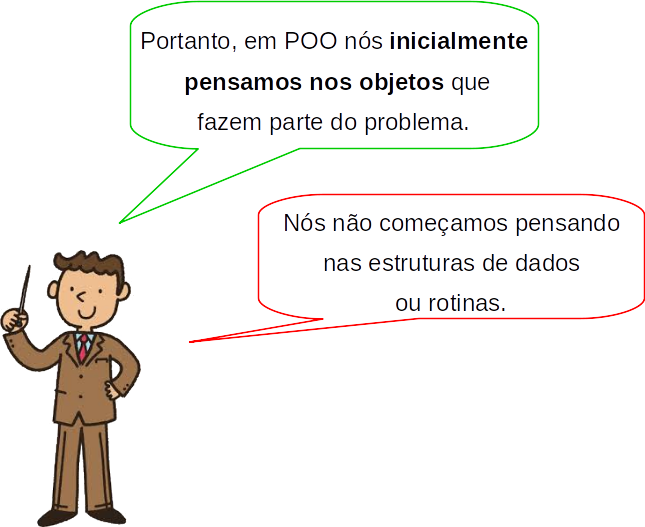 Portanto, em POO nós inicialmente
pensamos nos objetos que
fazem parte do problema.
Nós não começamos pensando
nas estruturas de dados
ou rotinas.